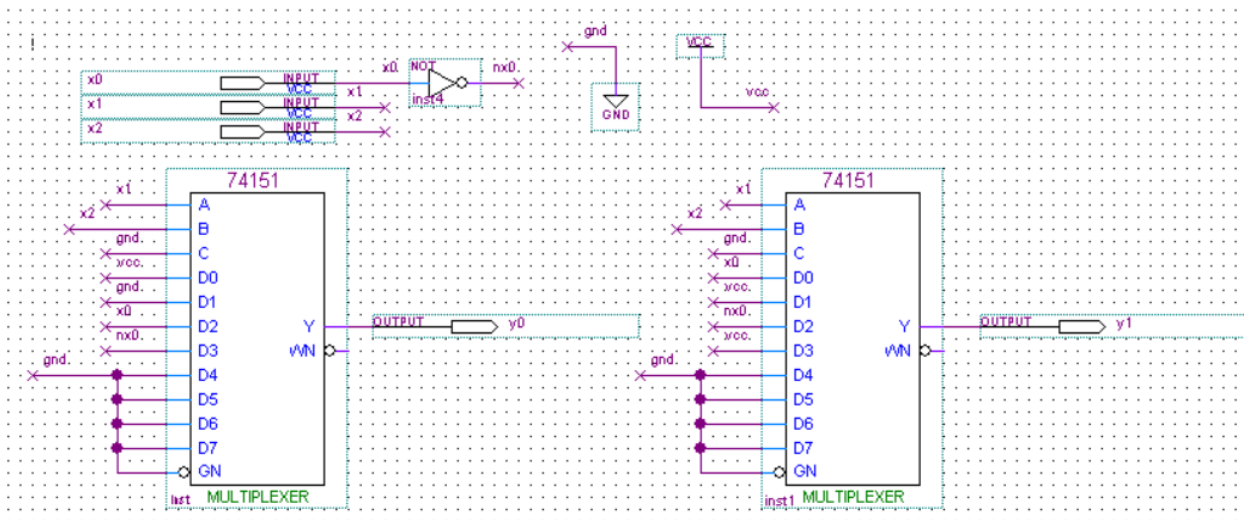 gnd
VCC
x0 INPUT VCC x0 NOT nx0
inst4
x1 INPUT VCC x1
x2 INPUT VCC x2
GND
vcc
74151
x1 A
x2 B
gnd. C
vcc. D0
gnd. D1
x0 D2
nx0. D3
gnd. D4
D5
D6
D7
GN
Y OUTPUT y0
WN
inst MULTIPLEXER
74151
x1 A
x2 B
gnd. C
x0 D0
vcc. D1
nx0. D2
vcc. D3
gnd. D4
D5
D6
D7
GN
Y OUTPUT y1
WN
inst1 MULTIPLEXER